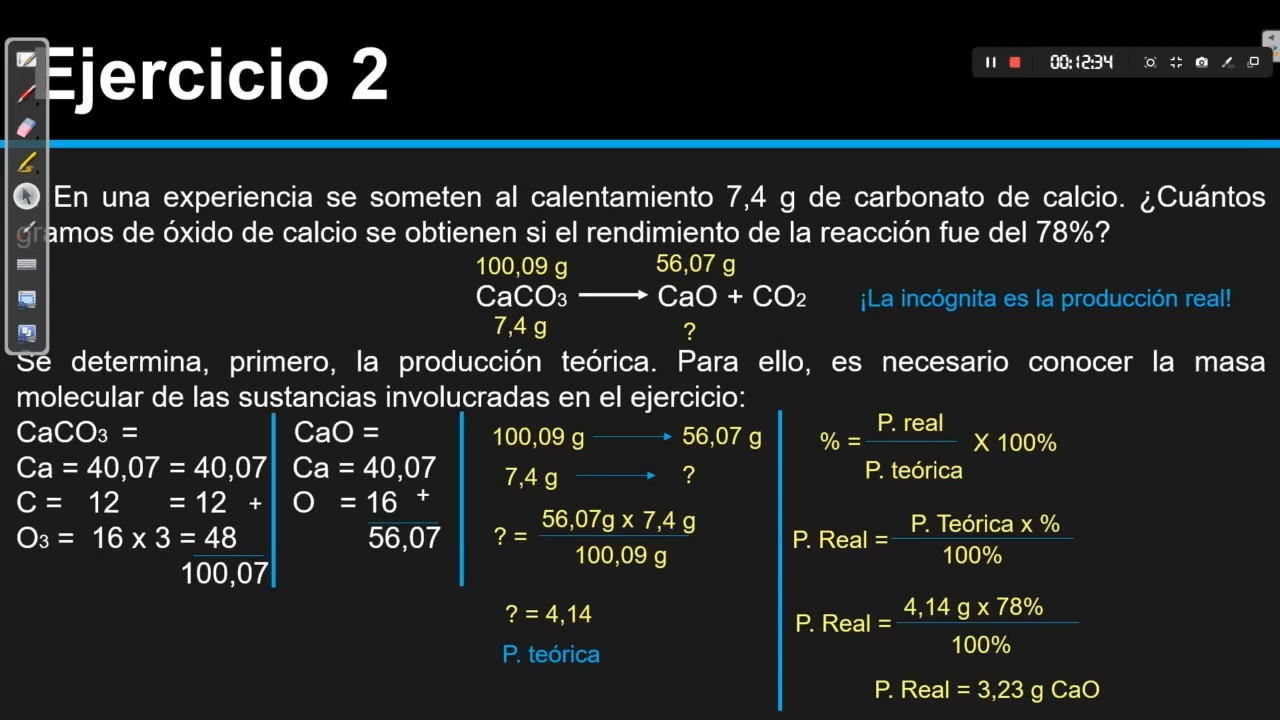 Ejercicio 2
00:12:34
En una experiencia se someten al calentamiento 7,4 g de carbonato de calcio. ¿Cuántos
gramos de óxido de calcio se obtienen si el rendimiento de la reacción fue del 78%?
100,09 g 56,07 g
CaCO₃ ⟶ CaO + CO₂ ¡La incógnita es la producción real!
7,4 g ?
Se determina, primero, la producción teórica. Para ello, es necesario conocer la masa
molecular de las sustancias involucradas en el ejercicio:
CaCO₃ =
Ca = 40,07 = 40,07
C = 12 = 12 +
O₃ = 16 x 3 = 48
100,07
CaO =
Ca = 40,07
O = 16 +
56,07
100,09 g ⟶ 56,07 g
7,4 g ⟶ ?
56,07g x 7,4 g
? =
100,09 g
? = 4,14
P. teórica
P. real
% = X 100%
P. teórica
P. Teórica x %
P. Real =
100%
4,14 g x 78%
P. Real =
100%
P. Real = 3,23 g CaO